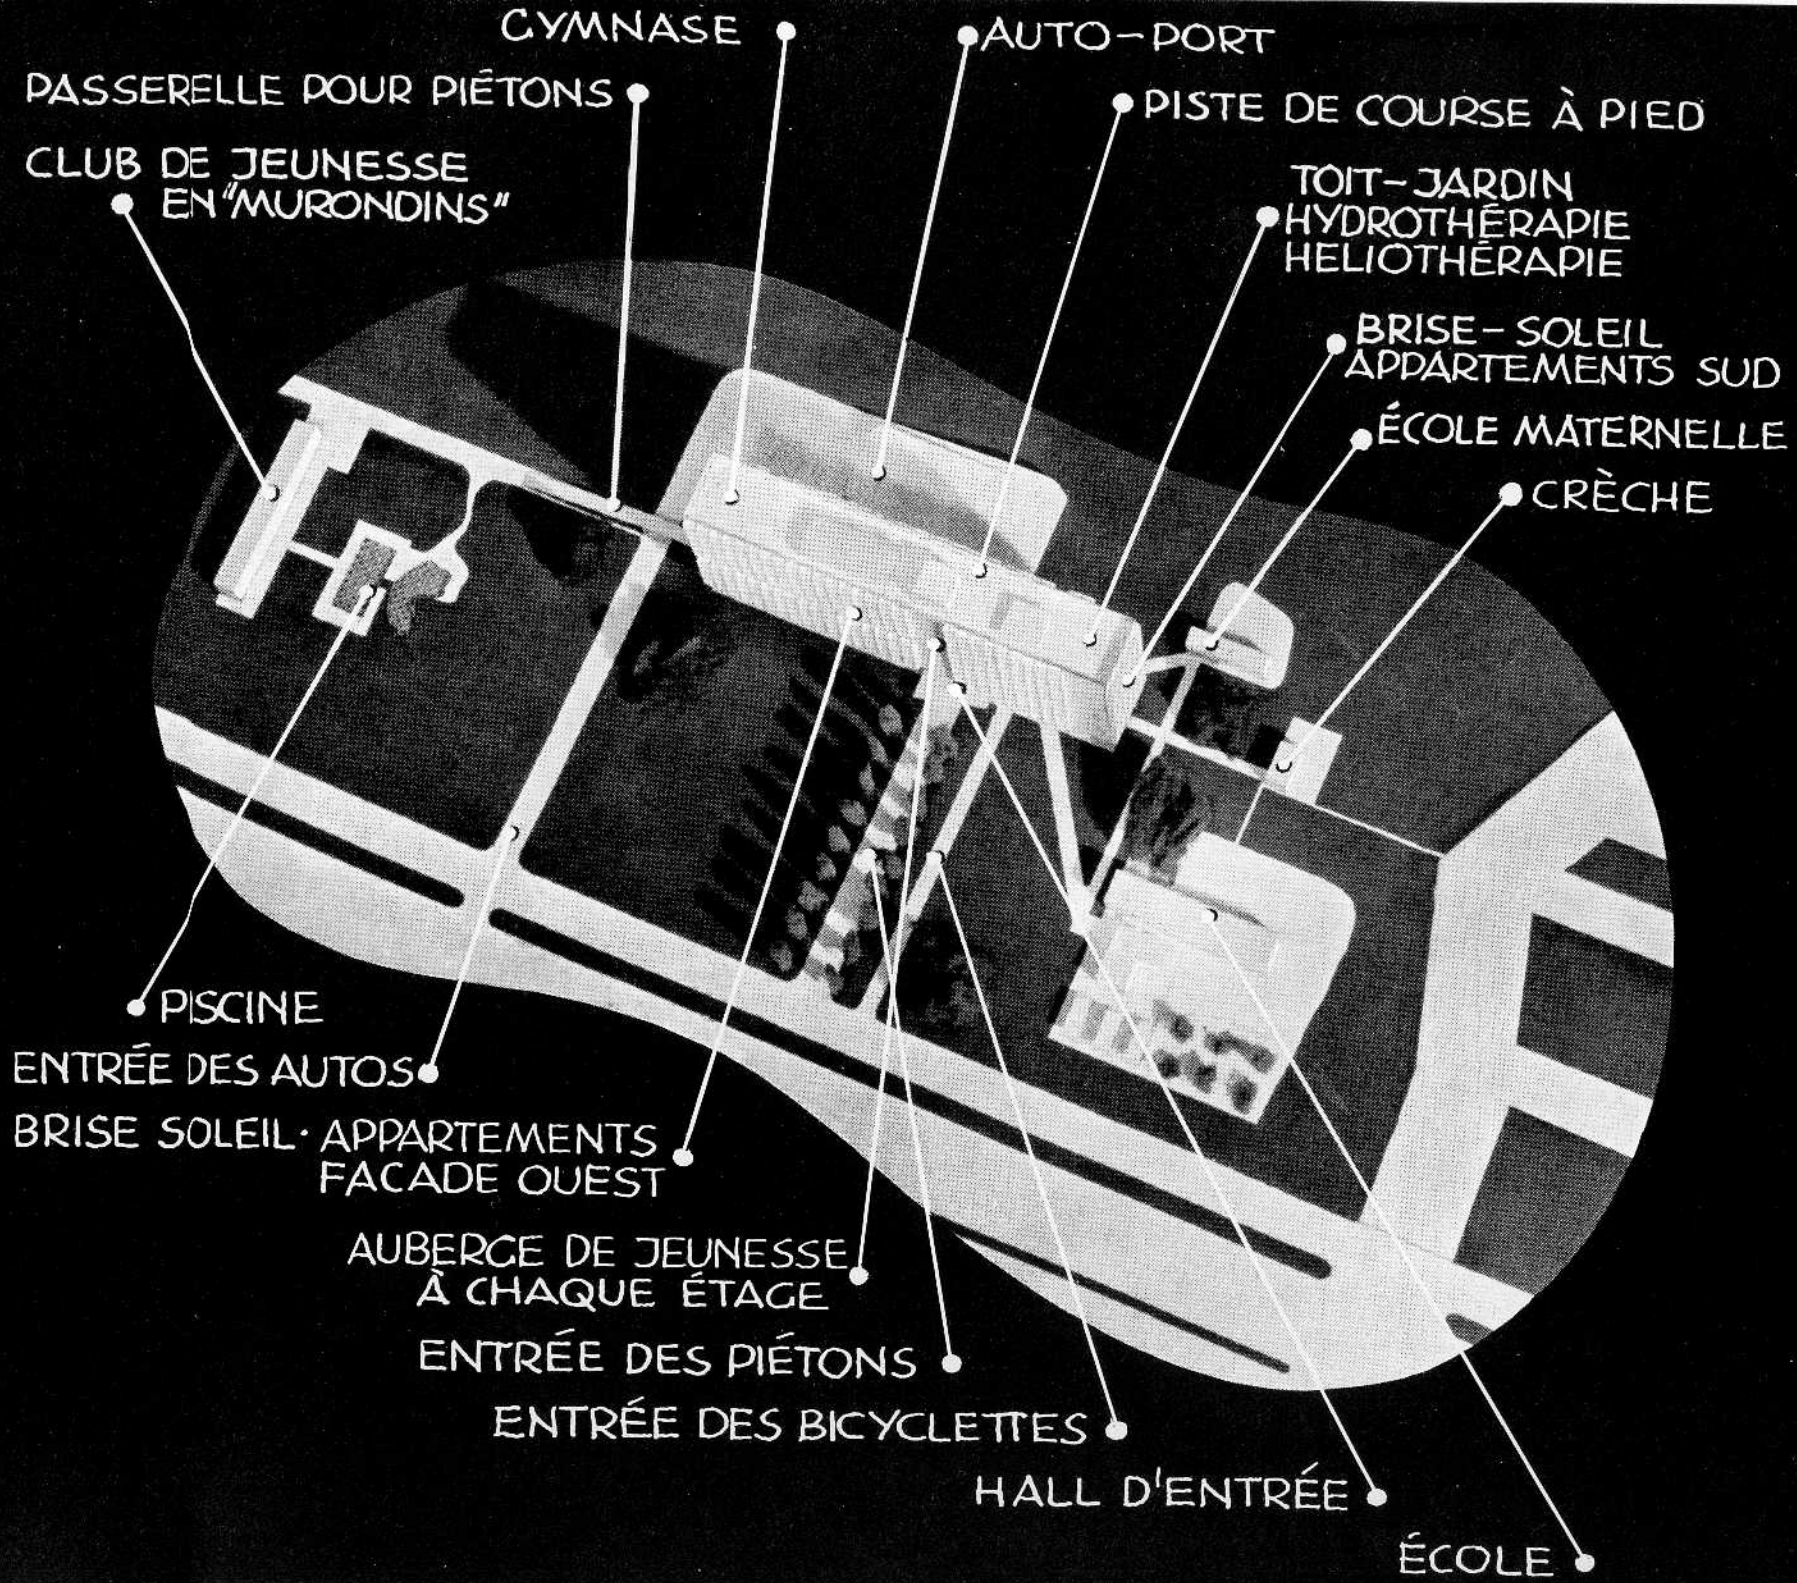 GYMNASE
AUTO-PORT
PASSERELLE POUR PIÉTONS
PISTE DE COURSE À PIED
CLUB DE JEUNESSE
EN "MURONDINS"
TOIT-JARDIN
HYDROTHÉRAPIE
HÉLIOTHÉRAPIE
BRISE-SOLEIL
APPARTEMENTS SUD
ÉCOLE MATERNELLE
CRÈCHE
PISCINE
ENTRÉE DES AUTOS
BRISE SOLEIL · APPARTEMENTS
FACADE OUEST
AUBERGE DE JEUNESSE
À CHAQUE ÉTAGE
ENTRÉE DES PIÉTONS
ENTRÉE DES BICYCLETTES
HALL D'ENTRÉE
ÉCOLE